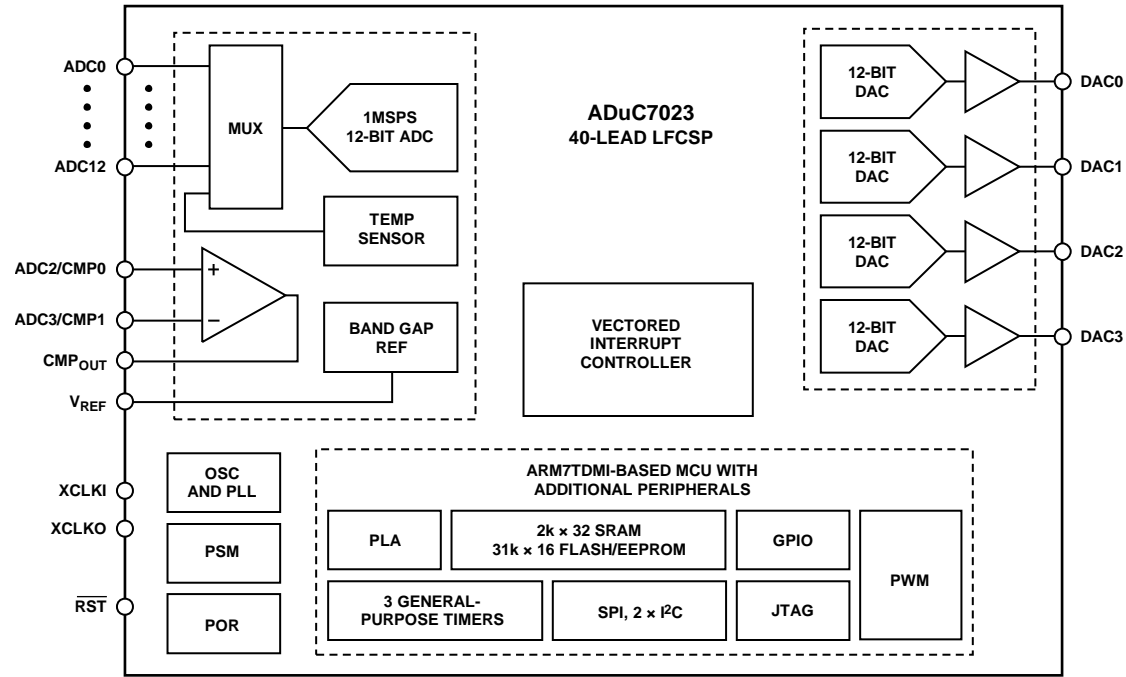 ADC0
ADC12
ADC2/CMP0
+
ADC3/CMP1
−
CMPOUT
VREF
XCLKI
XCLKO
RST
MUX
1MSPS
12-BIT ADC
TEMP
SENSOR
BAND GAP
REF
ADuC7023
40-LEAD LFCSP
VECTORED
INTERRUPT
CONTROLLER
12-BIT
DAC
DAC0
12-BIT
DAC
DAC1
12-BIT
DAC
DAC2
12-BIT
DAC
DAC3
OSC
AND PLL
PSM
POR
ARM7TDMI-BASED MCU WITH
ADDITIONAL PERIPHERALS
PLA
2k × 32 SRAM
31k × 16 FLASH/EEPROM
GPIO
PWM
3 GENERAL-
PURPOSE TIMERS
SPI, 2 × I²C
JTAG